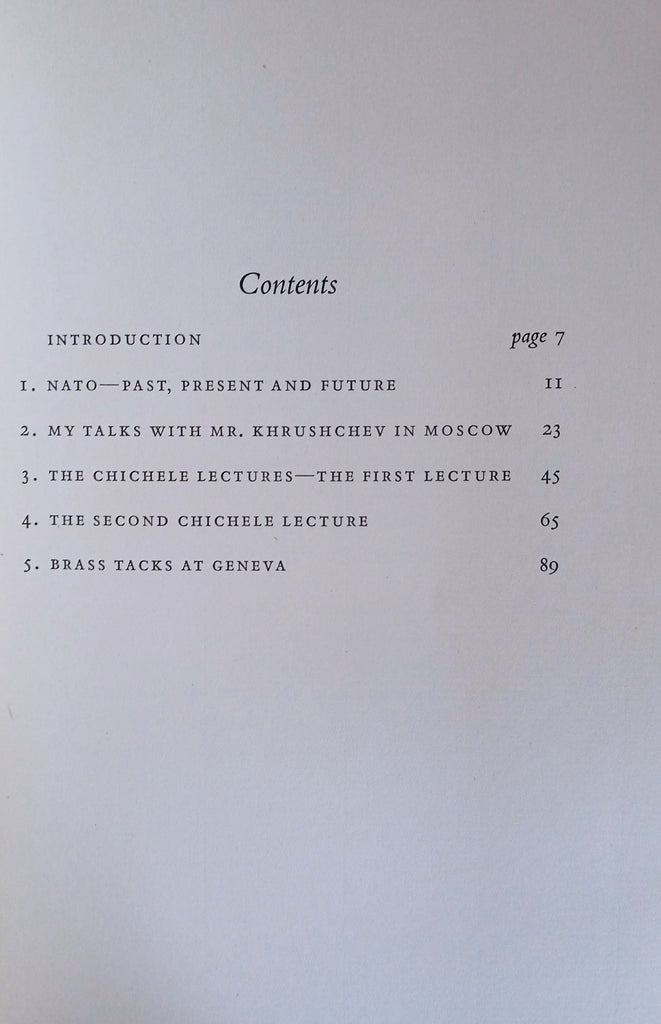 Contents
INTRODUCTION page 7
1. NATO—PAST, PRESENT AND FUTURE 11
2. MY TALKS WITH MR. KHRUSHCHEV IN MOSCOW 23
3. THE CHICHELE LECTURES—THE FIRST LECTURE 45
4. THE SECOND CHICHELE LECTURE 65
5. BRASS TACKS AT GENEVA 89